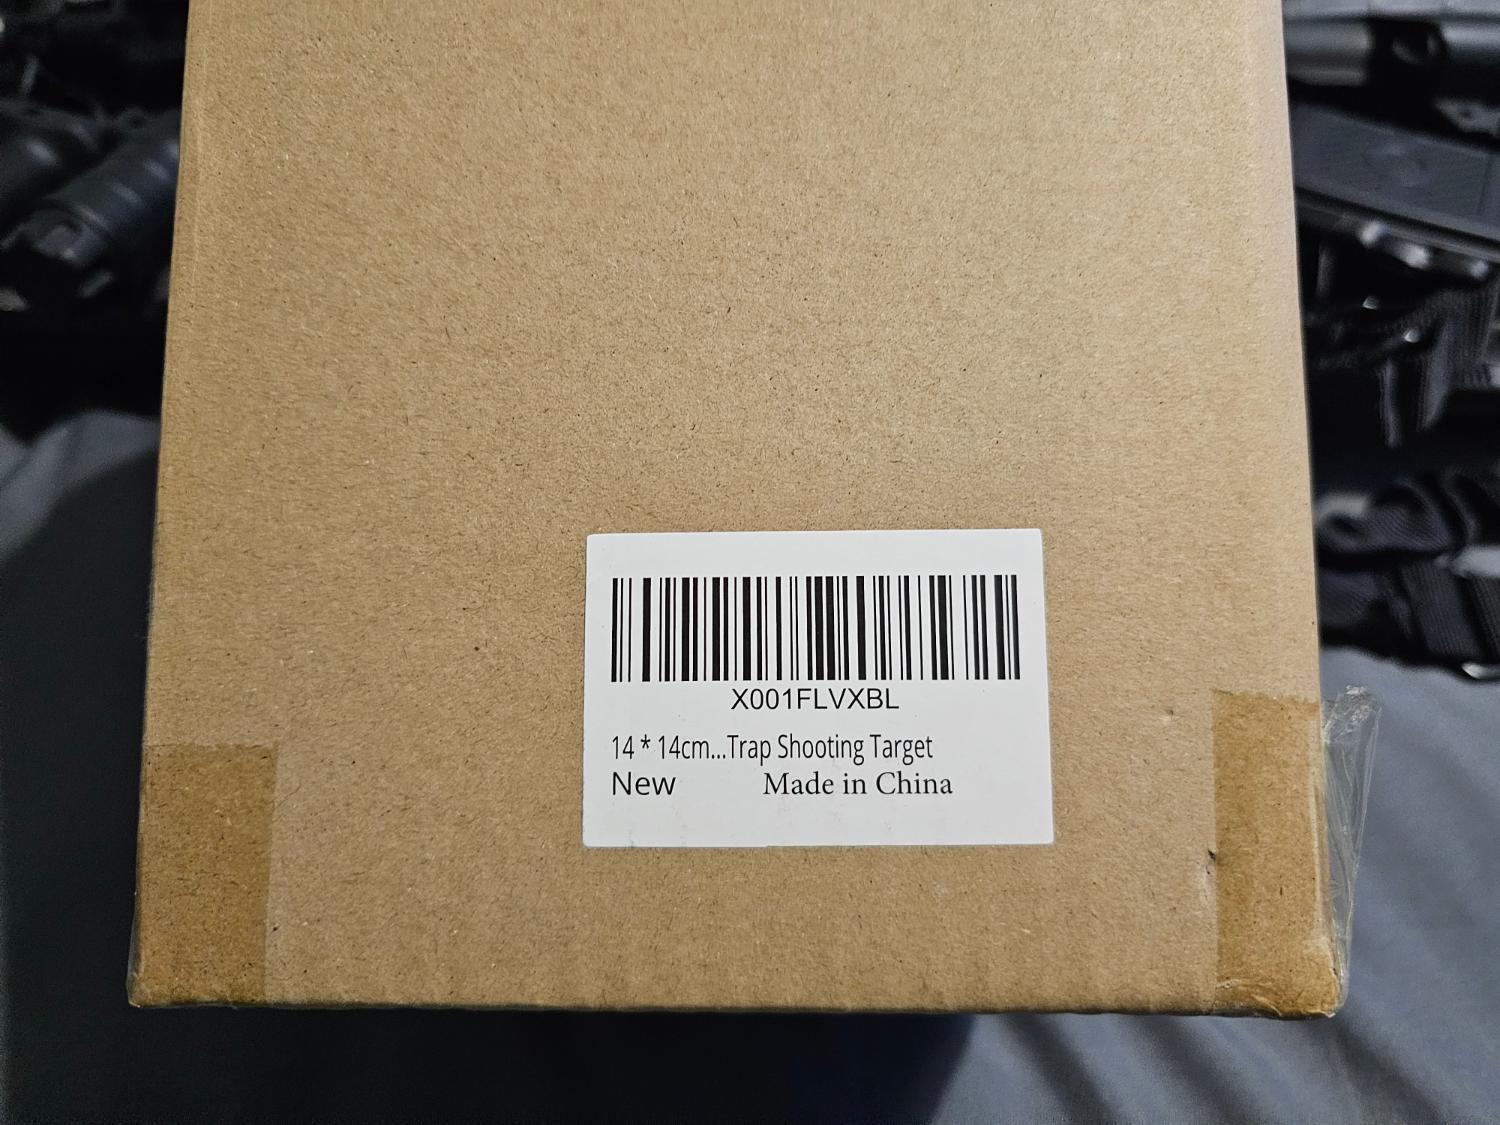 X001FLVXBL
14 * 14cm...Trap Shooting Target
New Made in China